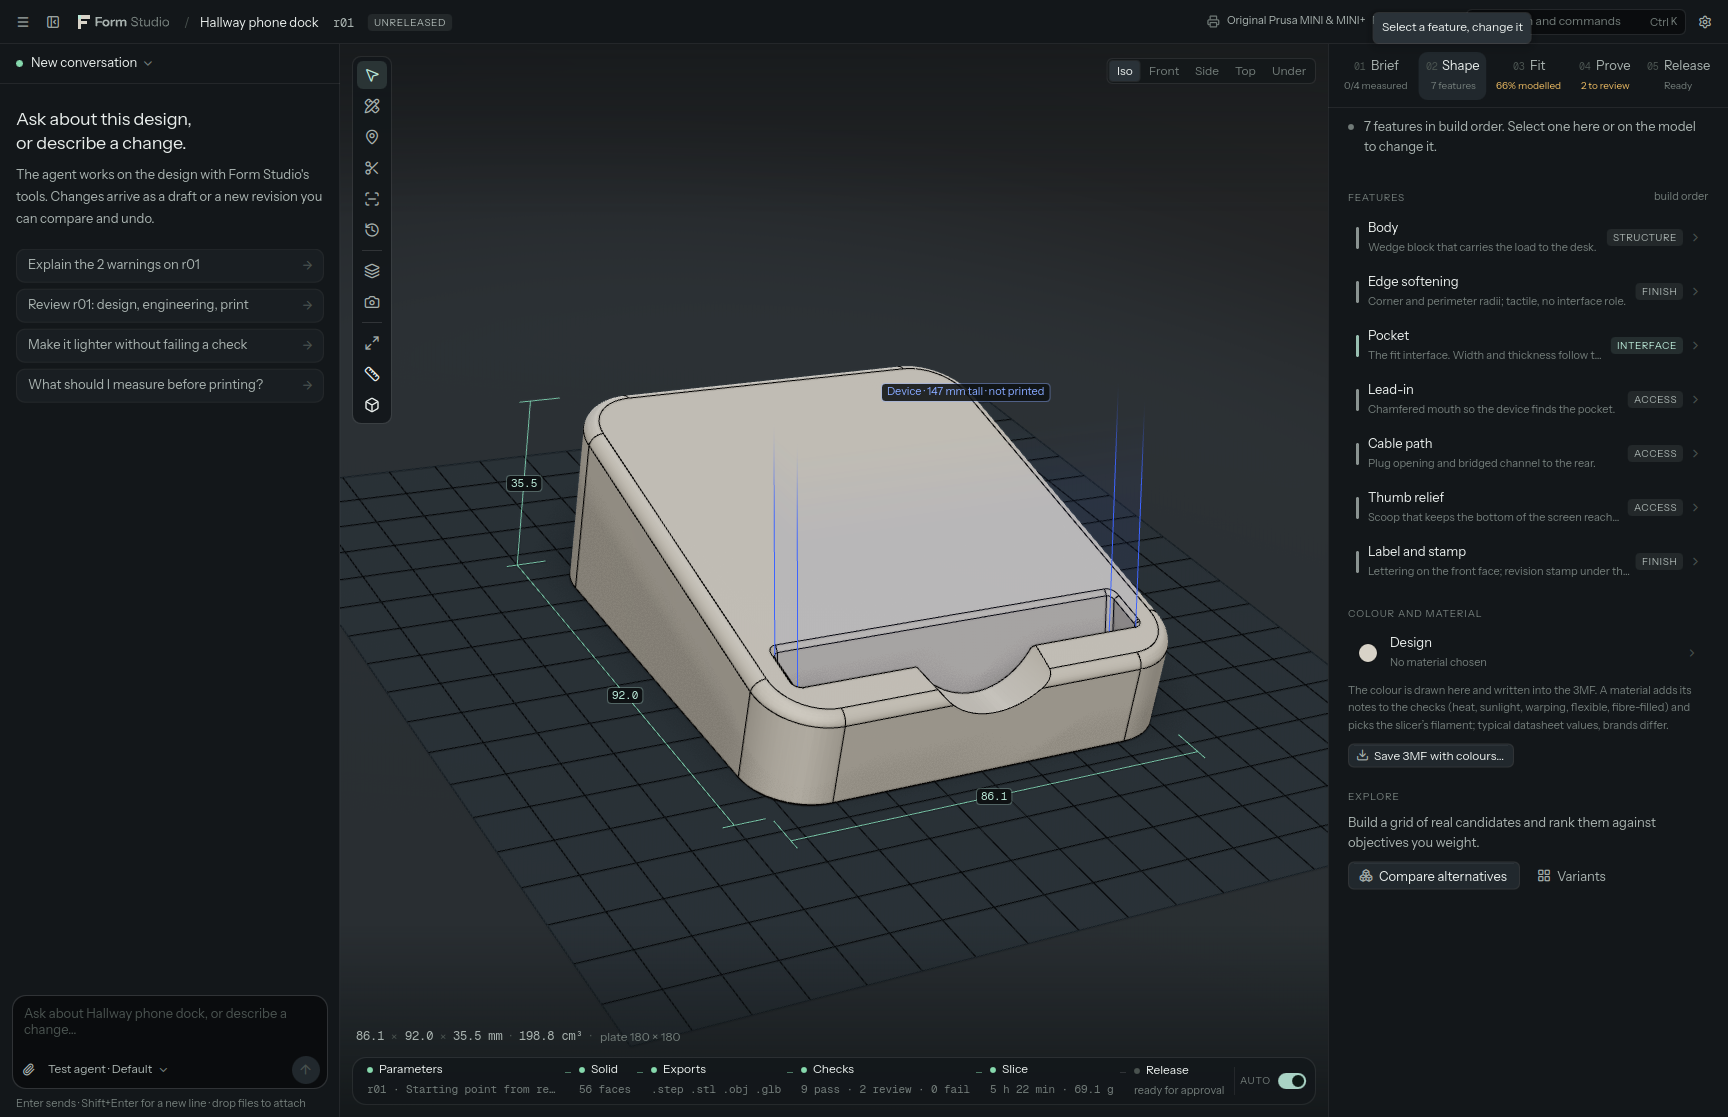 Form Studio / Hallway phone dock r01 UNRELEASED
Original Prusa MINI & MINI+
Select a feature, change it
and commands Ctrl K
New conversation
Ask about this design,
or describe a change.
The agent works on the design with Form Studio's
tools. Changes arrive as a draft or a new revision you
can compare and undo.
Explain the 2 warnings on r01
Review r01: design, engineering, print
Make it lighter without failing a check
What should I measure before printing?
Ask about Hallway phone dock, or describe a
change...
Test agent · Default
Enter sends · Shift+Enter for a new line · drop files to attach
Iso Front Side Top Under
Device · 147 mm tall · not printed
35.5
92.0
86.1
86.1 × 92.0 × 35.5 mm · 198.8 cm³ · plate 180 × 180
Parameters
r01 · Starting point from re…
Solid
56 faces
Exports
.step .stl .obj .glb
Checks
9 pass · 2 review · 0 fail
Slice
5 h 22 min · 69.1 g
Release
ready for approval
AUTO
01 Brief
0/4 measured
02 Shape
7 features
03 Fit
66% modelled
04 Prove
2 to review
05 Release
Ready
7 features in build order. Select one here or on the model
to change it.
FEATURES build order
Body
Wedge block that carries the load to the desk.
STRUCTURE
Edge softening
Corner and perimeter radii; tactile, no interface role.
FINISH
Pocket
The fit interface. Width and thickness follow t…
INTERFACE
Lead-in
Chamfered mouth so the device finds the pocket.
ACCESS
Cable path
Plug opening and bridged channel to the rear.
ACCESS
Thumb relief
Scoop that keeps the bottom of the screen reach…
ACCESS
Label and stamp
Lettering on the front face; revision stamp under th…
FINISH
COLOUR AND MATERIAL
Design
No material chosen
The colour is drawn here and written into the 3MF. A material adds its
notes to the checks (heat, sunlight, warping, flexible, fibre-filled) and
picks the slicer's filament; typical datasheet values, brands differ.
Save 3MF with colours…
EXPLORE
Build a grid of real candidates and rank them against
objectives you weight.
Compare alternatives
Variants